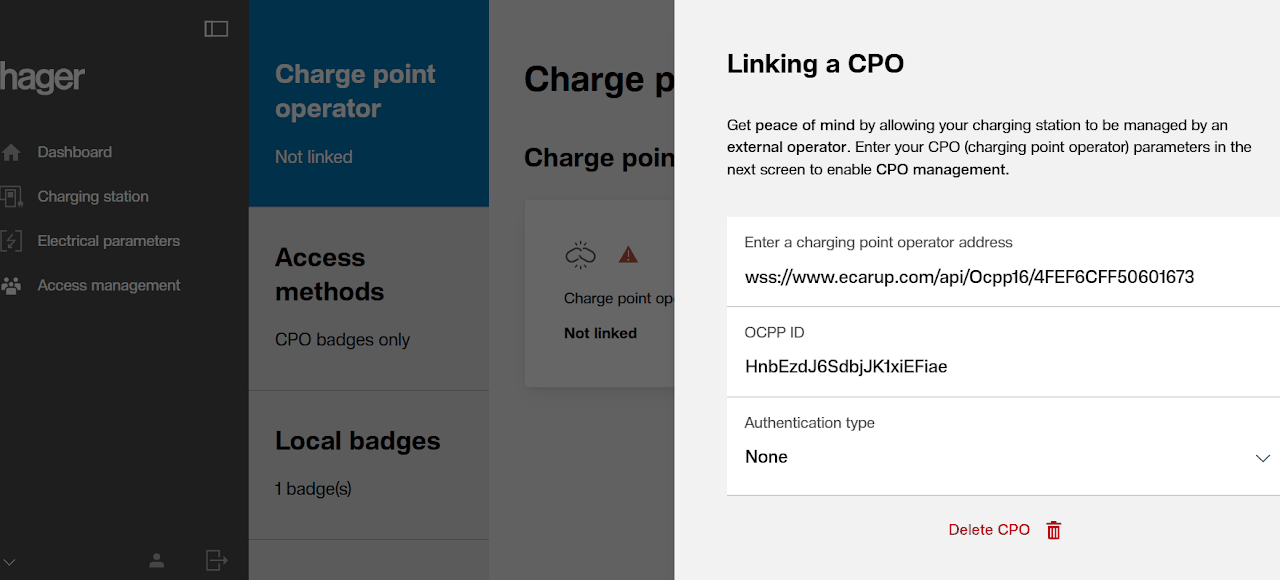 hager
Dashboard
Charging station
Electrical parameters
Access management
Charge point
operator
Not linked
Access
methods
CPO badges only
Local badges
1 badge(s)
Charge p
Charge poin
Charge point op
Not linked
Linking a CPO
Get peace of mind by allowing your charging station to be managed by an
external operator. Enter your CPO (charging point operator) parameters in the
next screen to enable CPO management.
Enter a charging point operator address
wss://www.ecarup.com/api/Ocpp16/4FEF6CFF50601673
OCPP ID
HnbEzdJ6SdbjJK1xiEFiae
Authentication type
None
Delete CPO